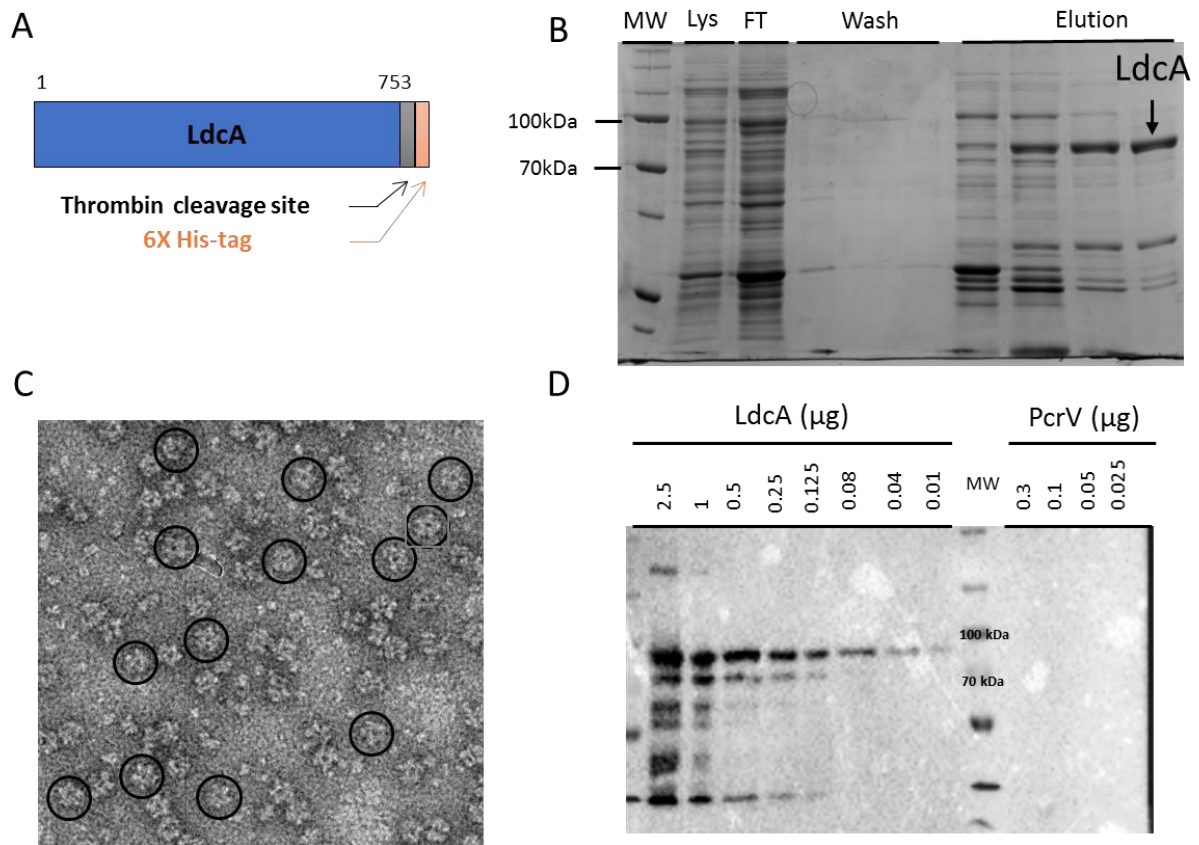 A
1 753
LdcA
Thrombin cleavage site
6X His-tag
B
MW Lys FT Wash Elution
LdcA
100kDa
70kDa
C
D
LdcA (µg) PcrV (µg)
2.5 1 0.5 0.25 0.125 0.08 0.04 0.01 MW 0.3 0.1 0.05 0.025
100 kDa
70 kDa